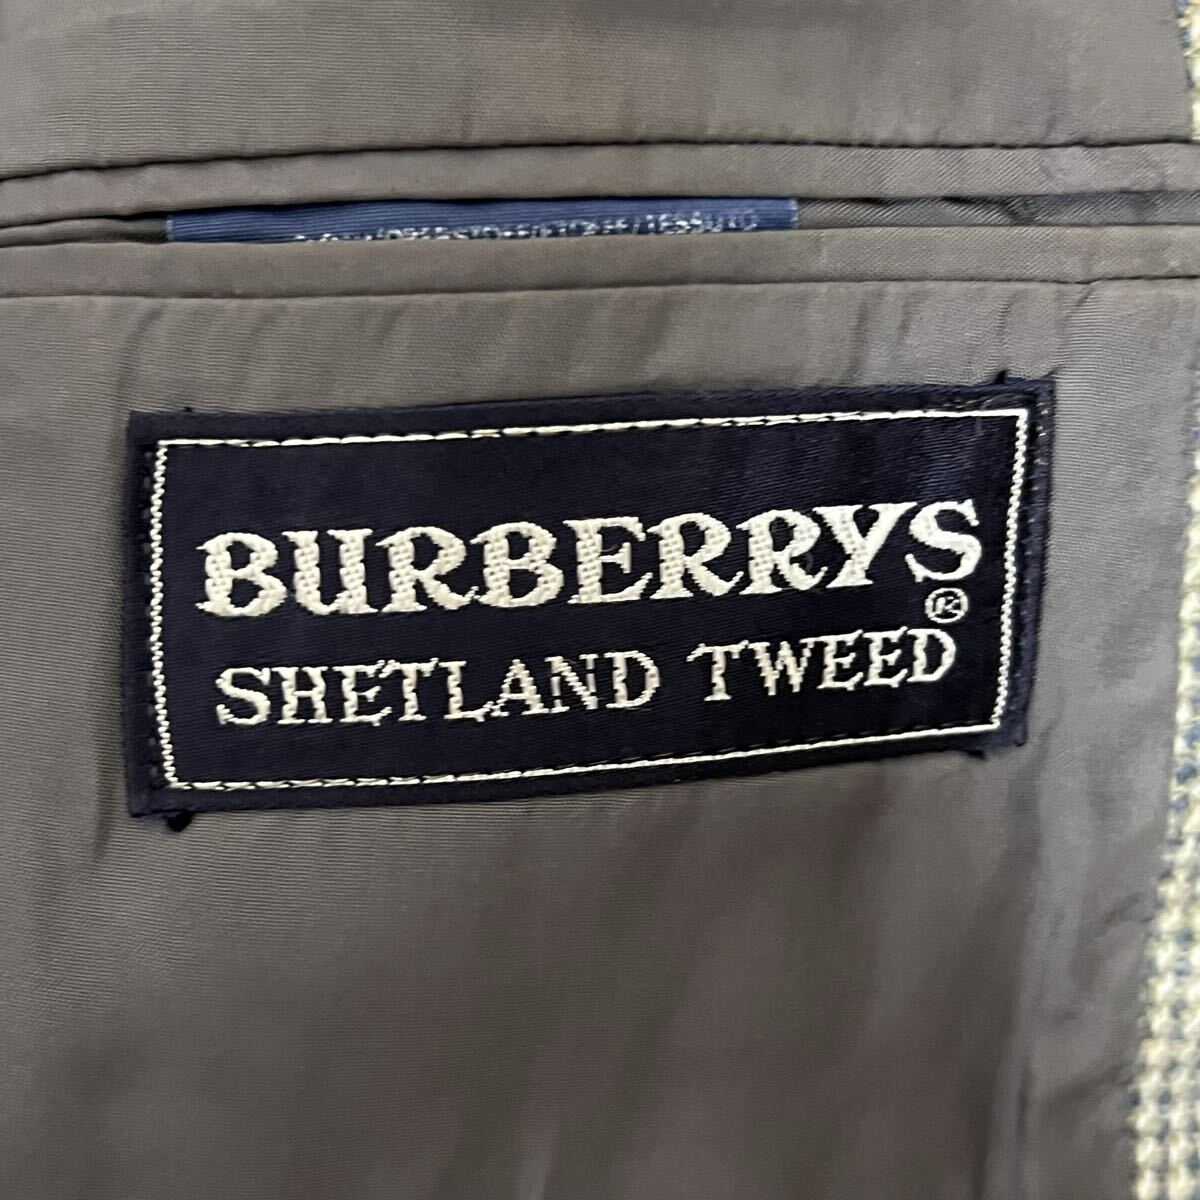 BURBERRYS
®
SHETLAND TWEED